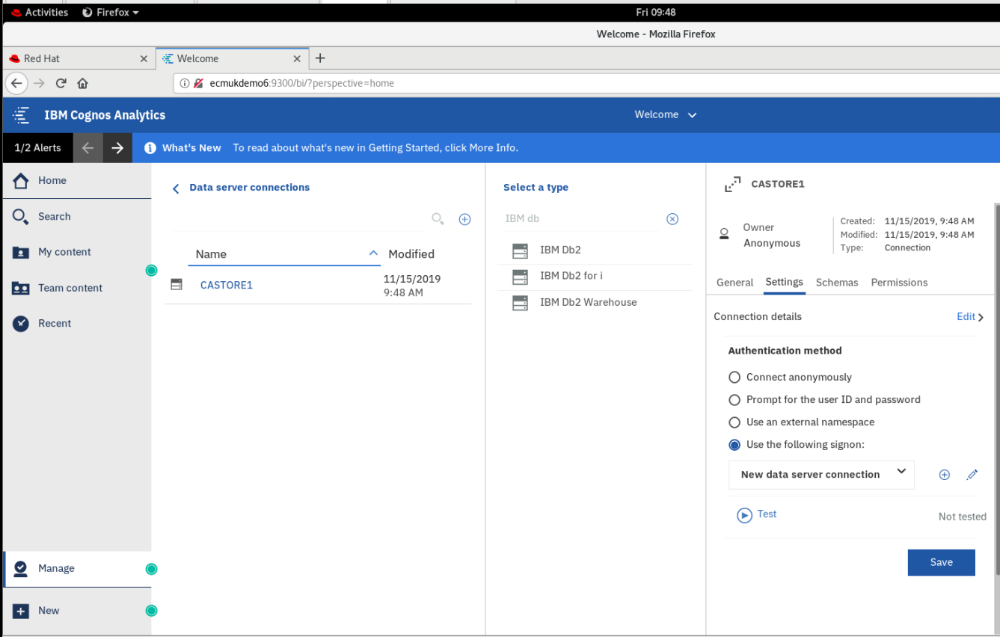 Activities Firefox Fri 09:48
Welcome - Mozilla Firefox
Red Hat Welcome
ecmukdemo6:9300/bi/?perspective=home
IBM Cognos Analytics Welcome
1/2 Alerts What's New To read about what's new in Getting Started, click More Info.
Home
Search
My content
Team content
Recent
Manage
New
Data server connections
Name Modified
CASTORE1 11/15/2019
9:48 AM
Select a type
IBM db
IBM Db2
IBM Db2 for i
IBM Db2 Warehouse
CASTORE1
Owner
Anonymous
Created: 11/15/2019, 9:48 AM
Modified: 11/15/2019, 9:48 AM
Type: Connection
General Settings Schemas Permissions
Connection details Edit
Authentication method
Connect anonymously
Prompt for the user ID and password
Use an external namespace
Use the following signon:
New data server connection
Test Not tested
Save